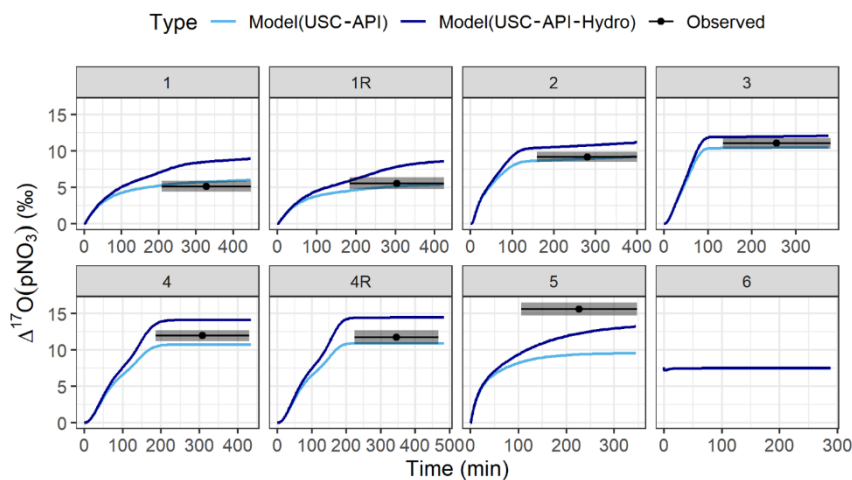 Type Model(USC-API) Model(USC-API-Hydro) Observed
1 1R 2 3
15
10
5
0
0 100 200 300 400 0 100 200 300 400 0 100 200 300 400 0 100 200 300
4 4R 5 6
15
10
5
0
0 100 200 300 400 0 100 200 300 400 500 0 100 200 300 0 100 200 300
Time (min)
Δ¹⁷O(pNO₃) (‰)